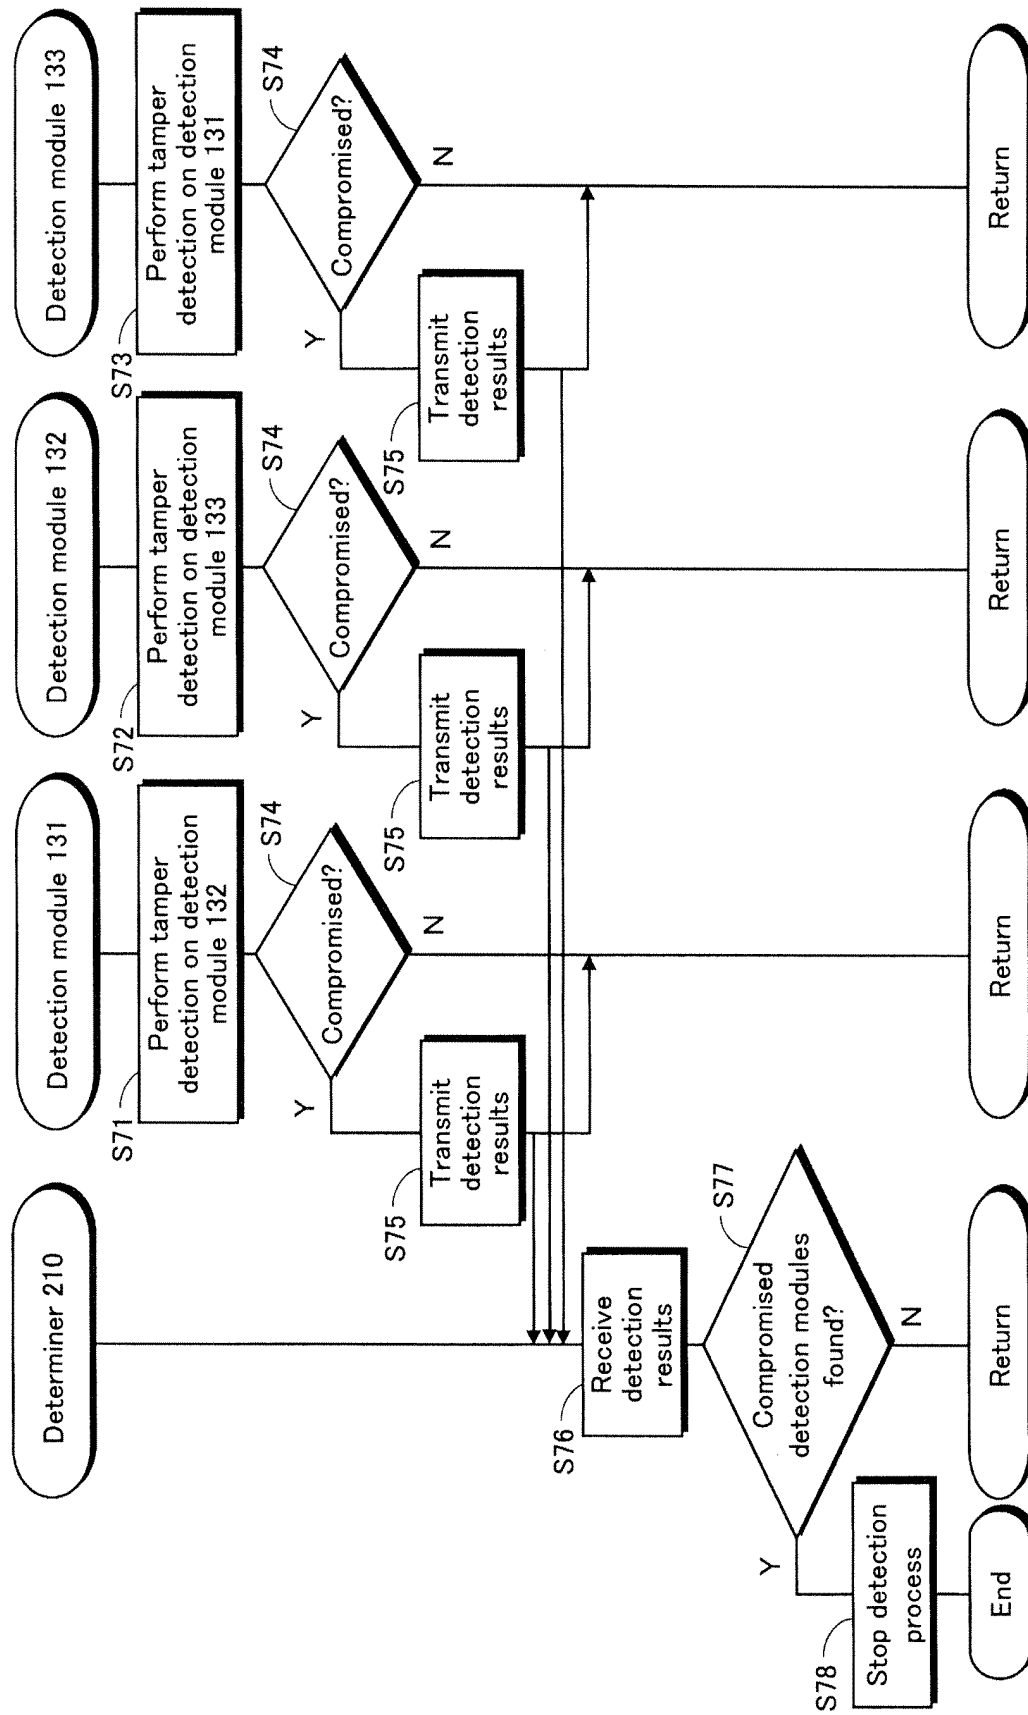 Determiner 210
Detection module 131
Detection module 132
Detection module 133
S71
Perform tamper
detection on detection
module 132
S72
Perform tamper
detection on detection
module 133
S73
Perform tamper
detection on detection
module 131
S74
Compromised?
Y
N
S74
Compromised?
Y
N
S74
Compromised?
Y
N
S75
Transmit
detection
results
S75
Transmit
detection
results
S75
Transmit
detection
results
S76
Receive
detection
results
S77
Compromised
detection modules
found?
Y
N
S78
Stop detection
process
End
Return
Return
Return
Return